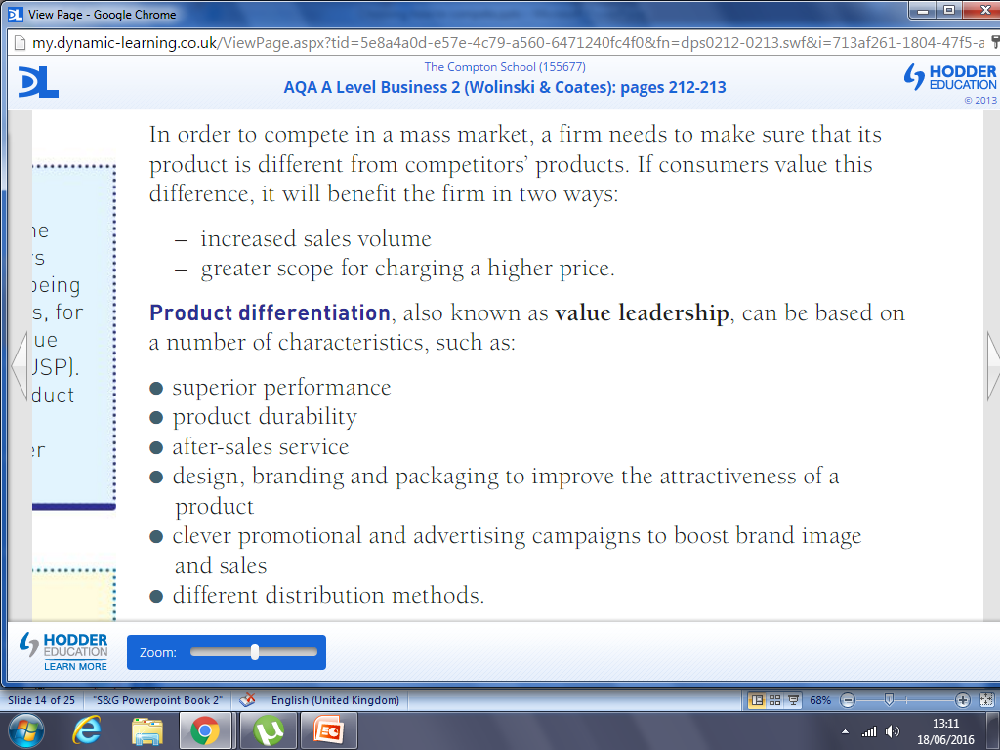 View Page - Google Chrome
my.dynamic-learning.co.uk/ViewPage.aspx?tid=5e8a4a0d-e57e-4c79-a560-6471240fc4f0&fn=dps0212-0213.swf&i=713af261-1804-47f5-a
The Compton School (155677)
DL
AQA A Level Business 2 (Wolinski & Coates): pages 212-213
HODDER
EDUCATION
© 2013
In order to compete in a mass market, a firm needs to make sure that its
product is different from competitors' products. If consumers value this
difference, it will benefit the firm in two ways:
– increased sales volume
– greater scope for charging a higher price.
Product differentiation, also known as value leadership, can be based on
a number of characteristics, such as:
● superior performance
● product durability
● after-sales service
● design, branding and packaging to improve the attractiveness of a
product
● clever promotional and advertising campaigns to boost brand image
and sales
● different distribution methods.
being
s, for
ue
JSP).
duct
er
HODDER
EDUCATION
LEARN MORE
Zoom:
Slide 14 of 25 "S&G Powerpoint Book 2" English (United Kingdom) 68%
13:11
18/06/2016